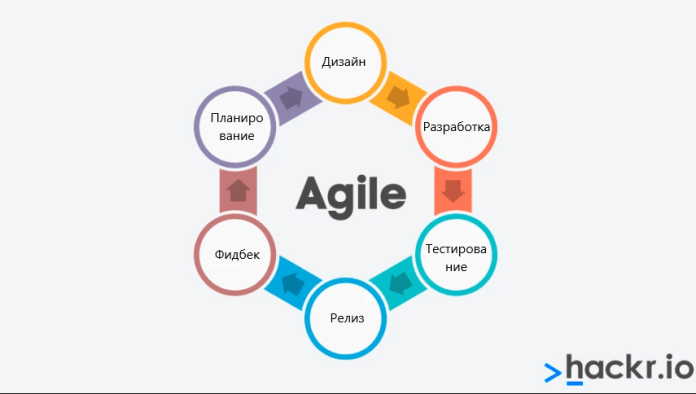 Дизайн
Планиро
вание
Разработка
Agile
Фидбек
Тестирова
ние
Релиз
hackr.io